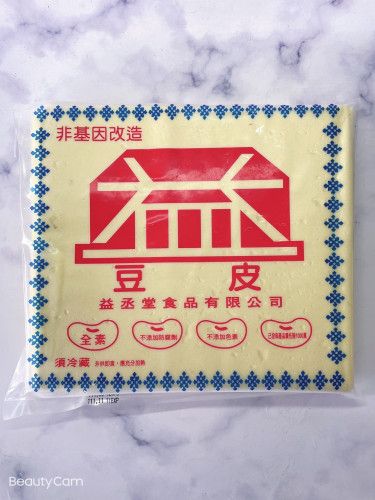 非基因改造
益
豆皮
益丞堂食品有限公司
全素
不添加防腐劑
不添加色素
須冷藏
BeautyCam